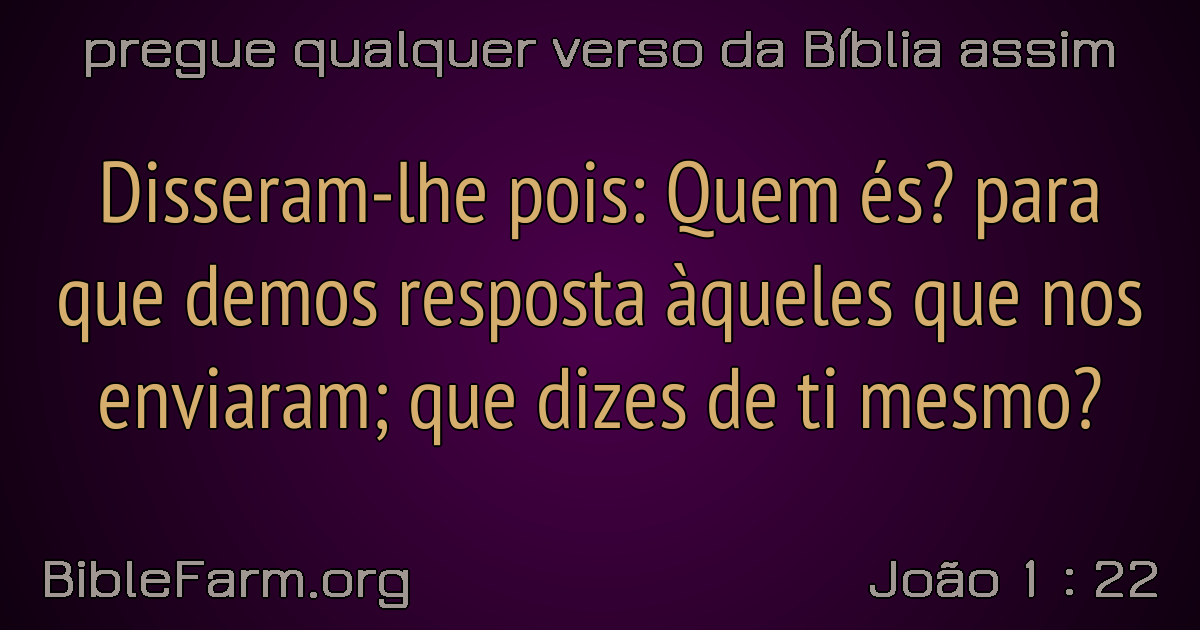 pregue qualquer verso da Bíblia assim
Disseram-lhe pois: Quem és? para
que demos resposta àqueles que nos
enviaram; que dizes de ti mesmo?
BibleFarm.org
João 1 : 22